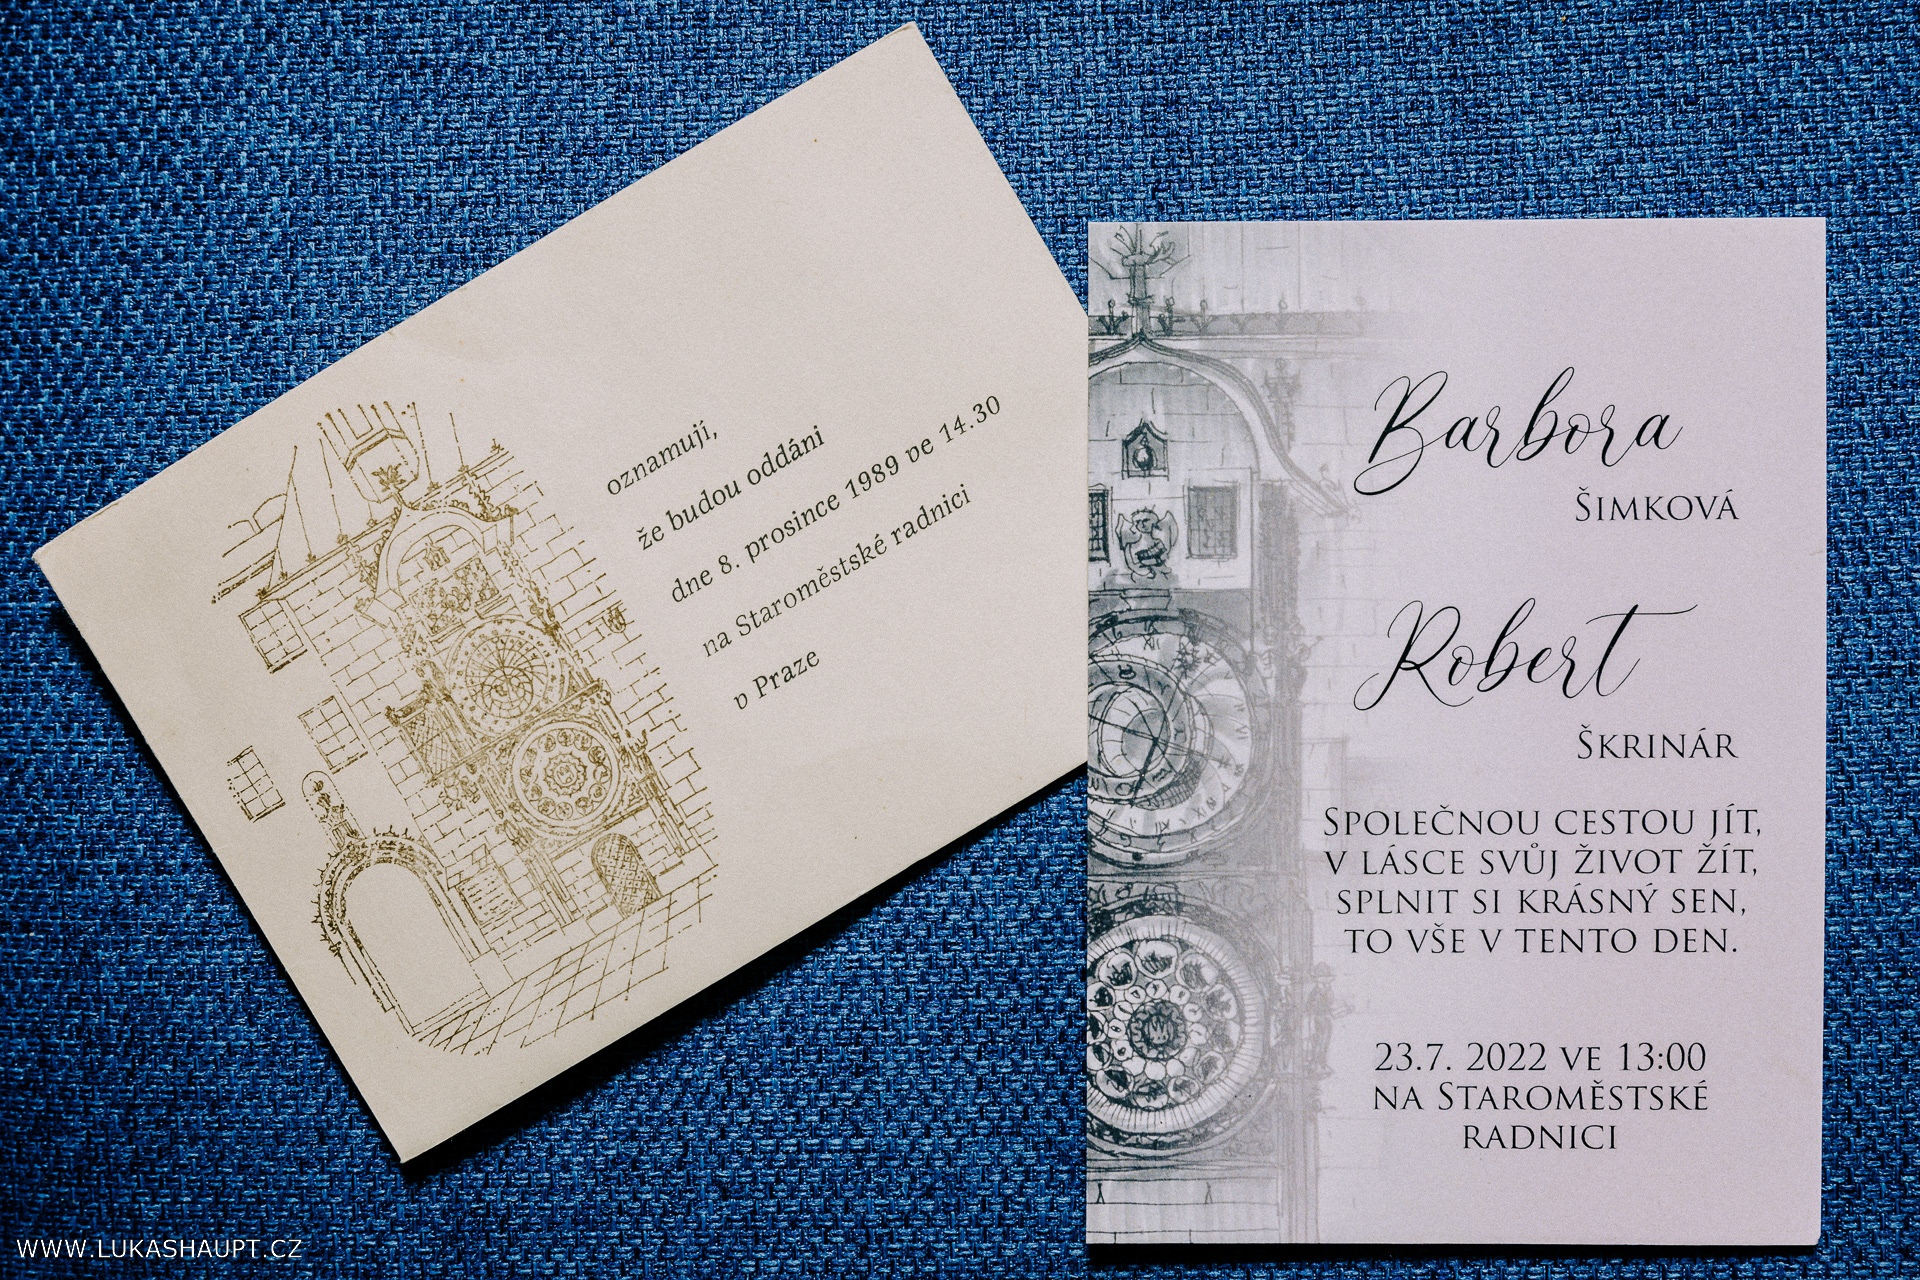 oznamují,
že budou oddáni
dne 8. prosince 1989 ve 14.30
na Staroměstské radnici
v Praze
Barbora
ŠIMKOVÁ
Robert
ŠKRINÁR
SPOLEČNOU CESTOU JÍT,
V LÁSCE SVŮJ ŽIVOT ŽÍT,
SPLNIT SI KRÁSNÝ SEN,
TO VŠE V TENTO DEN.
23.7. 2022 VE 13:00
NA STAROMĚSTSKÉ
RADNICI
WWW.LUKASHAUPT.CZ